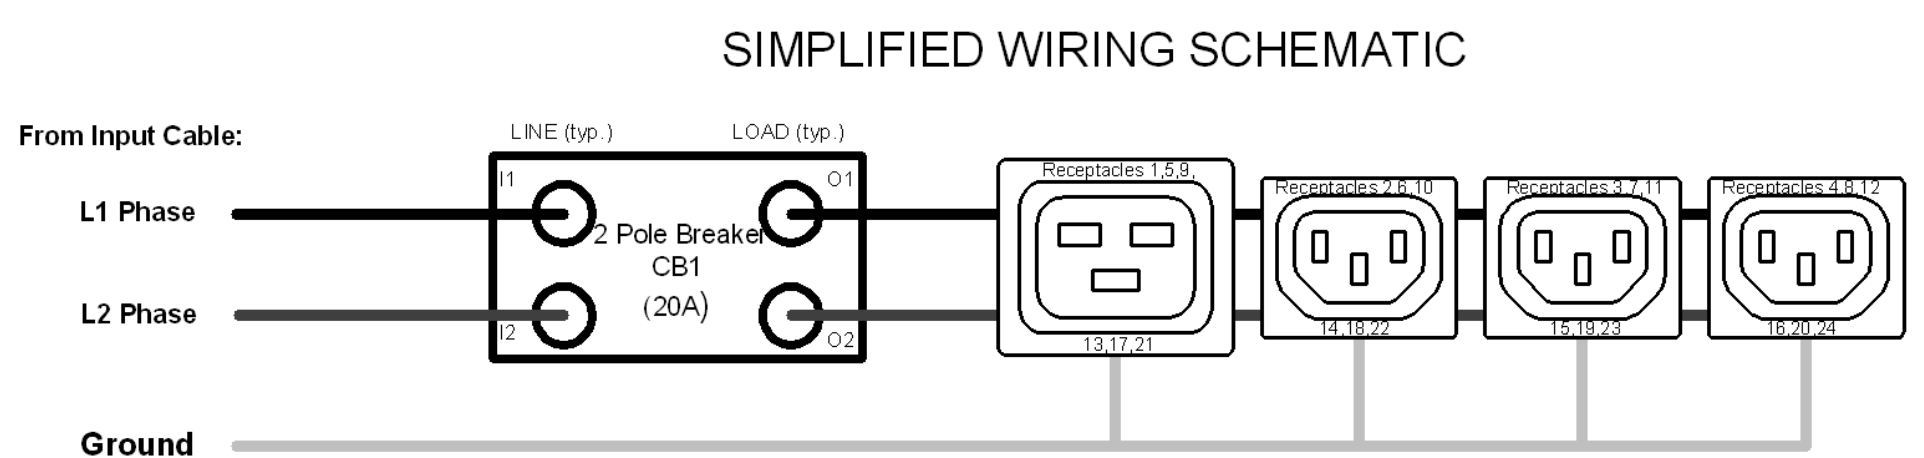 SIMPLIFIED WIRING SCHEMATIC
From Input Cable:
LINE (typ.)
LOAD (typ.)
L1 Phase
L2 Phase
Ground
I1
O1
2 Pole Breaker
CB1
(20A)
I2
O2
Receptacles 1,5,9,
13,17,21
Receptacles 2,6,10
14,18,22
Receptacles 3,7,11
15,19,23
Receptacles 4,8,12
16,20,24